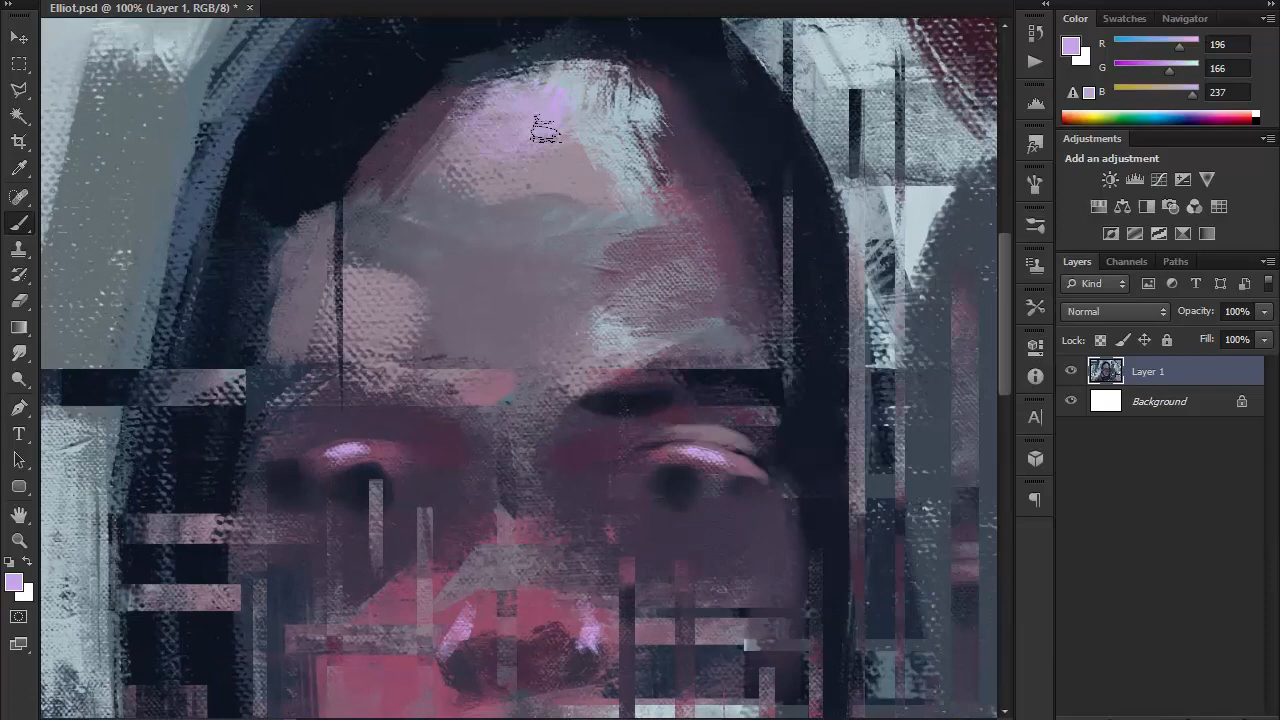 Elliot.psd @ 100% (Layer 1, RGB/8) * ×
Color Swatches Navigator
R 196
G 166
B 237
Adjustments
Add an adjustment
Layers Channels Paths
Kind
Normal Opacity: 100%
Lock: Fill: 100%
Layer 1
Background